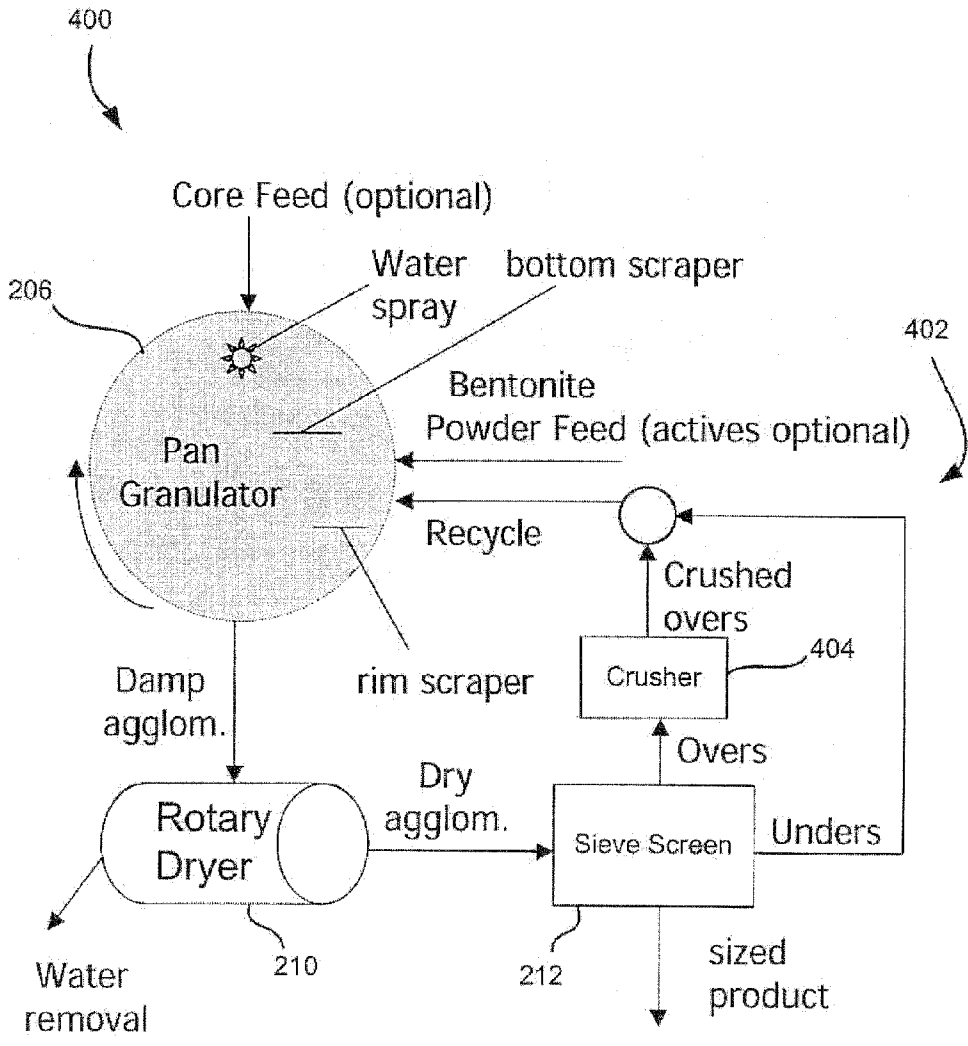 400
Core Feed (optional)
Water
spray
bottom scraper
206
402
Bentonite
Powder Feed (actives optional)
Pan
Granulator
Recycle
Crushed
overs
404
Crusher
rim scraper
Damp
agglom.
Overs
Dry
agglom.
Rotary
Dryer
Sieve Screen
Unders
210
212
Water
removal
sized
product